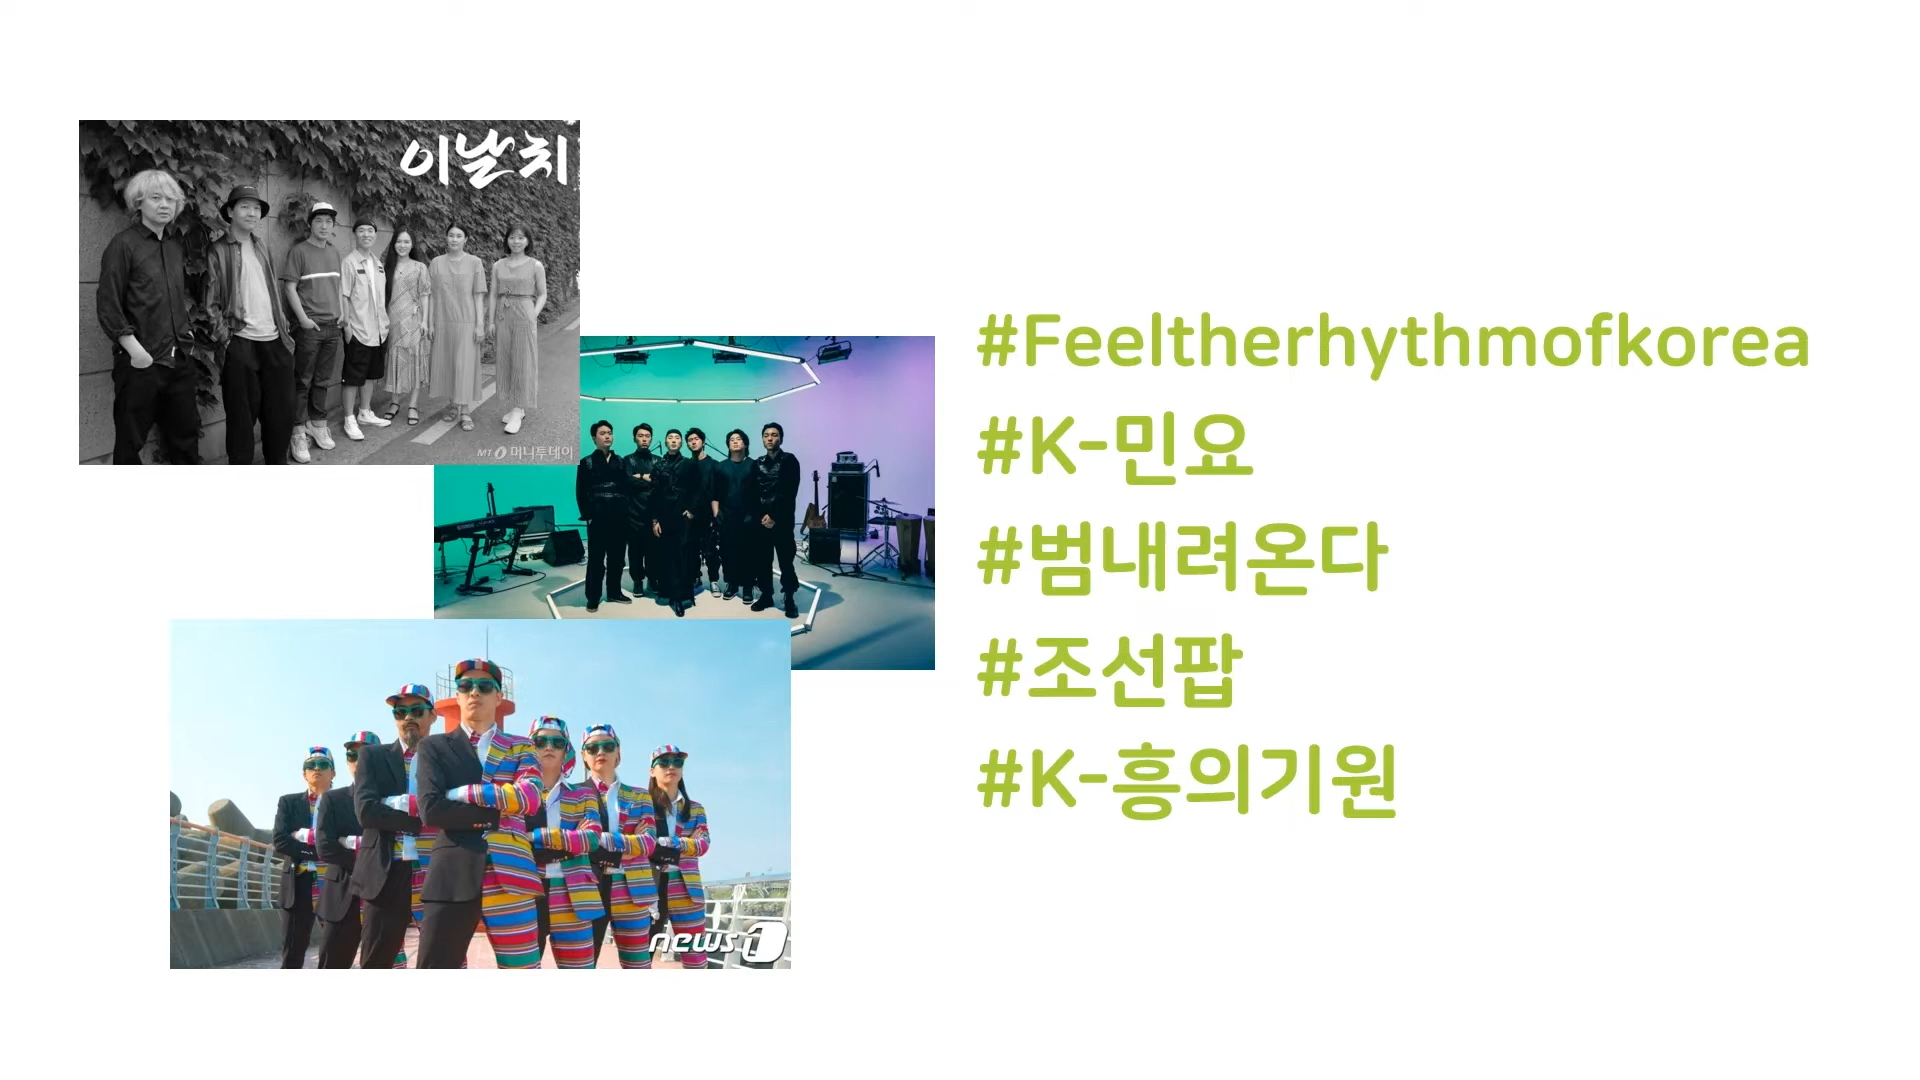 이날치
MT 머니투데이
news1
#Feeltherhythmofkorea
#K-민요
#범내려온다
#조선팝
#K-흥의기원